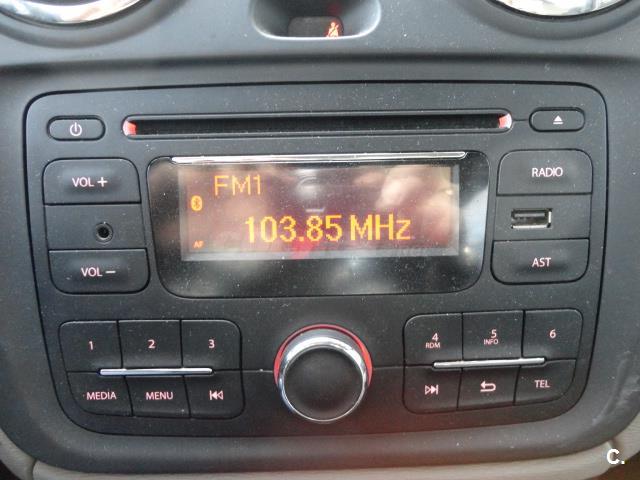 VOL +
RADIO
FM1
103.85 MHz
AF
VOL −
AST
1
2
3
4
RDM
5
INFO
6
MEDIA
MENU
TEL
C.